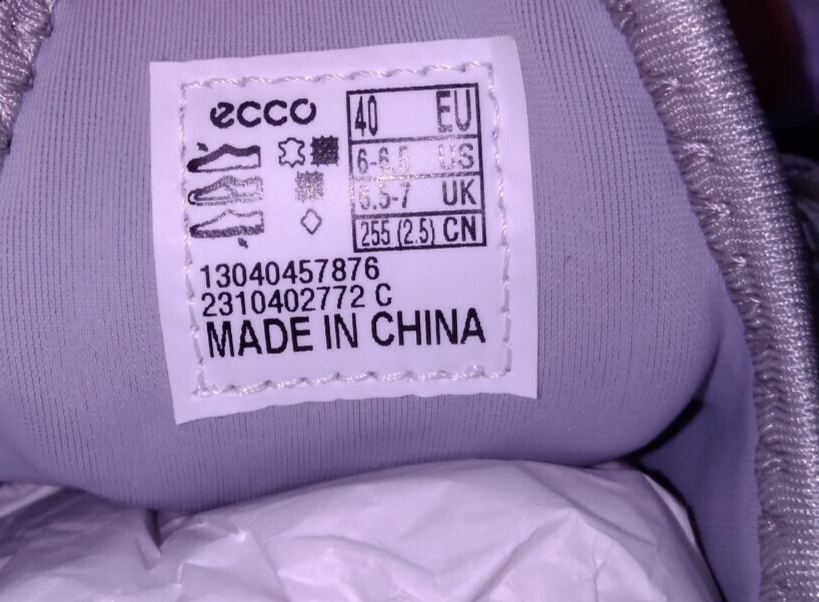 ecco
40 EU
6-6.5 US
5.5-7 UK
255 (2.5) CN
13040457876
2310402772 C
MADE IN CHINA